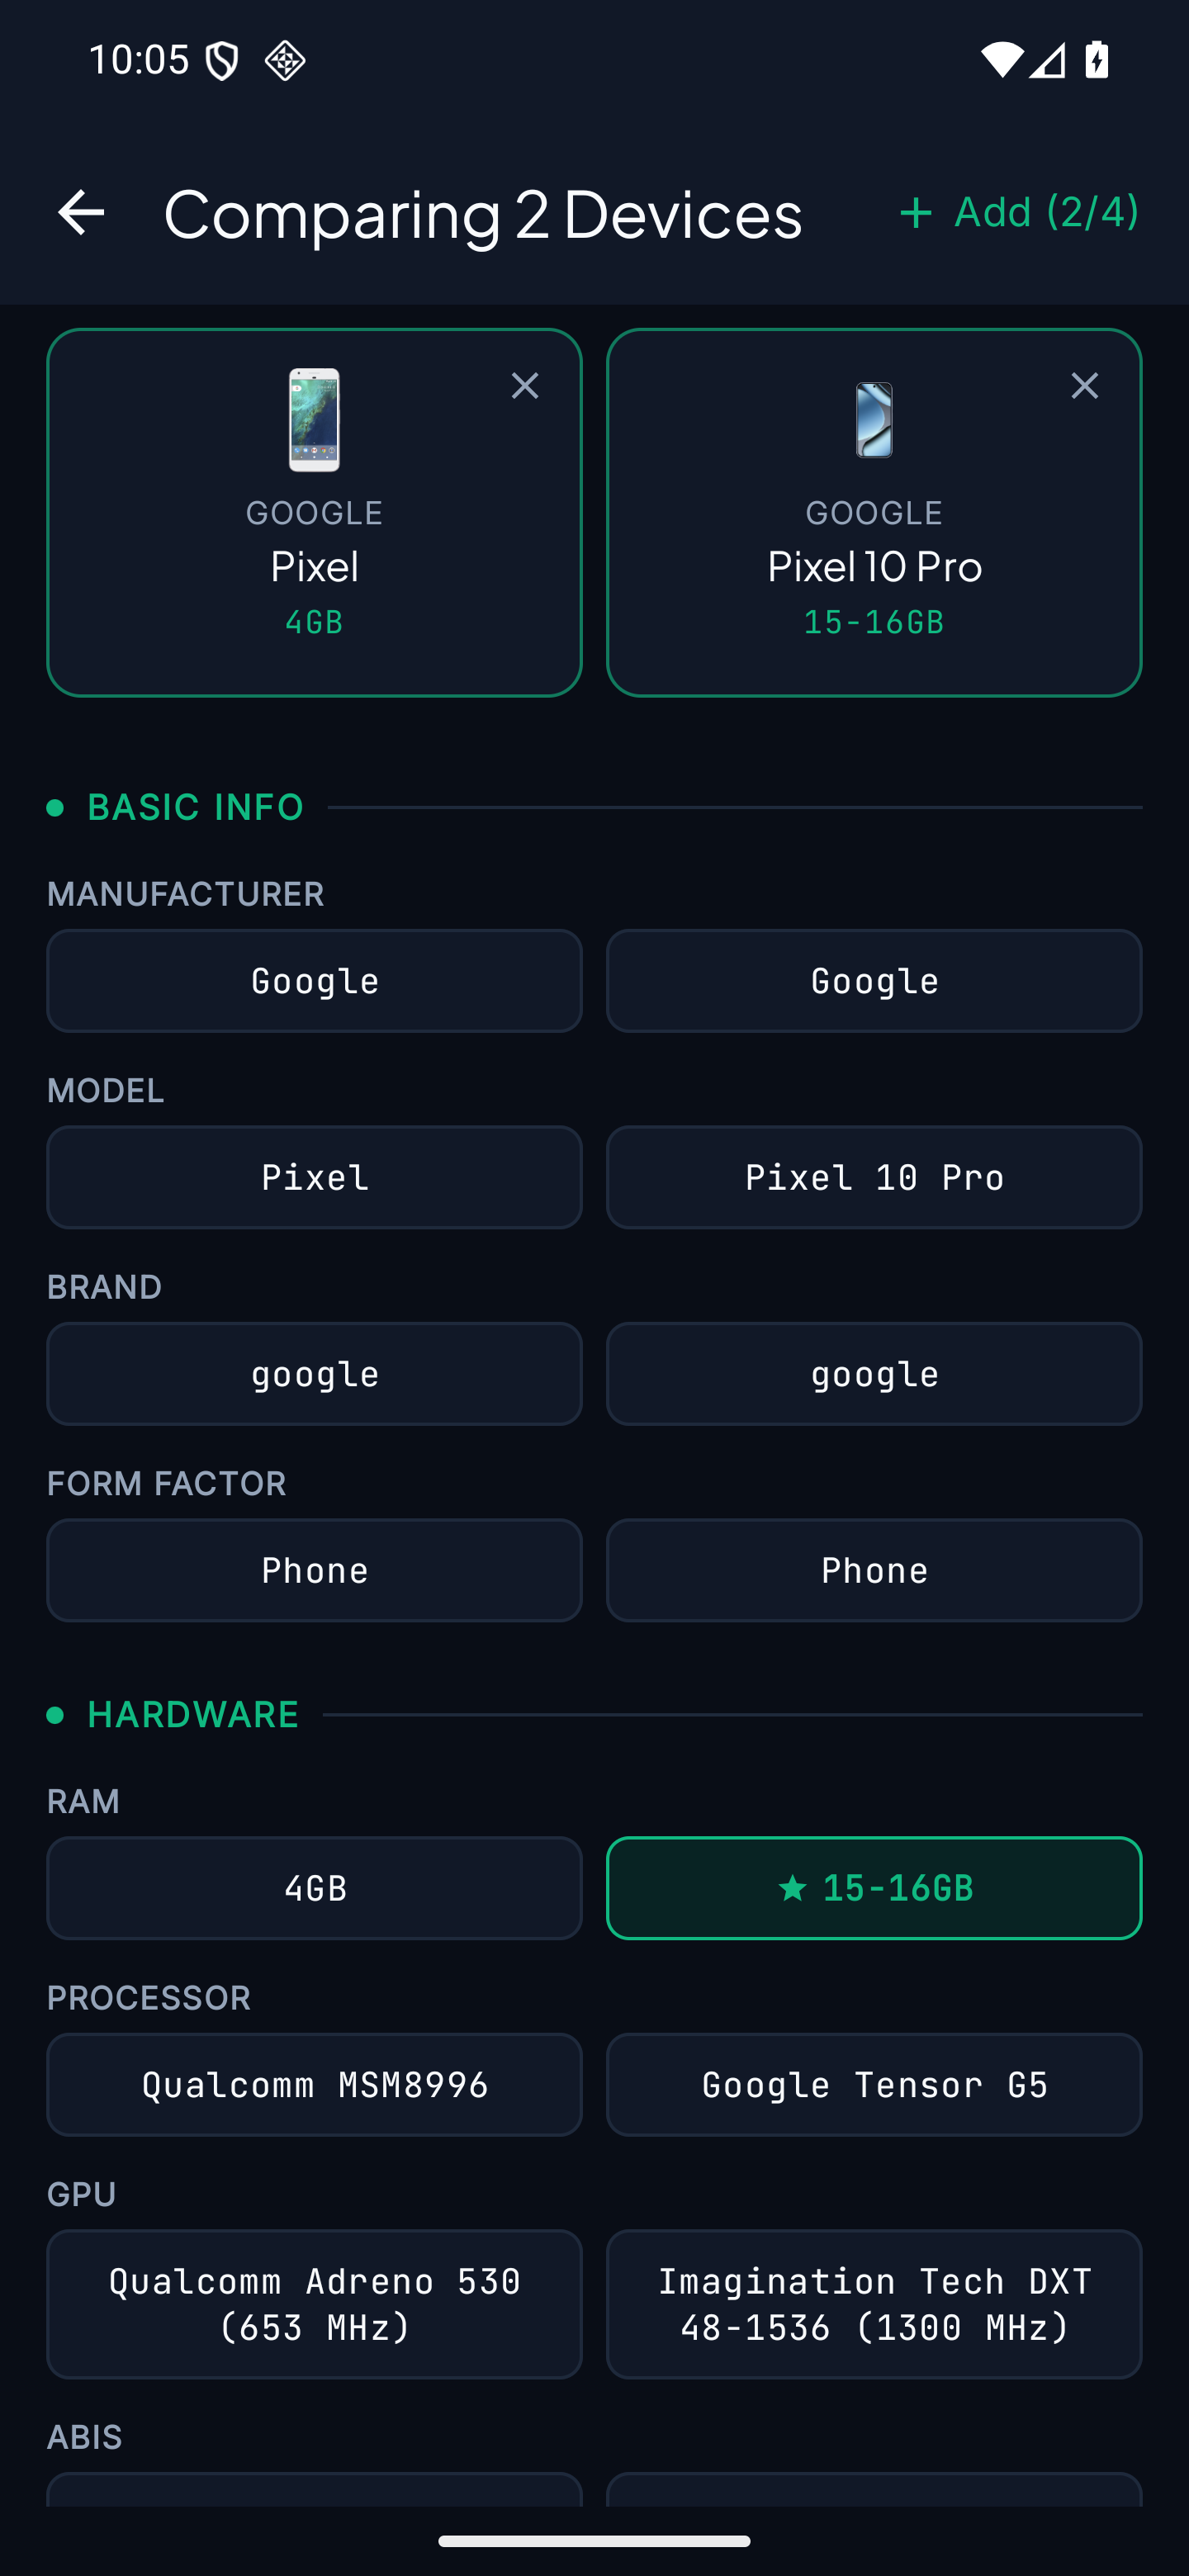 10:05
Comparing 2 Devices
+ Add (2/4)
GOOGLE
Pixel
4GB
GOOGLE
Pixel 10 Pro
15-16GB
BASIC INFO
MANUFACTURER
Google
Google
MODEL
Pixel
Pixel 10 Pro
BRAND
google
google
FORM FACTOR
Phone
Phone
HARDWARE
RAM
4GB
★ 15-16GB
PROCESSOR
Qualcomm MSM8996
Google Tensor G5
GPU
Qualcomm Adreno 530
(653 MHz)
Imagination Tech DXT
48-1536 (1300 MHz)
ABIS